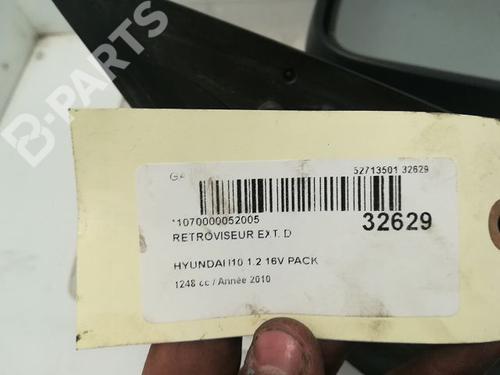 B-PARTS
52713501 32629
*1070000052005
32629
RETROVISEUR EXT. D
HYUNDAI I10 1.2 16V PACK
1248 cc / Année 2010